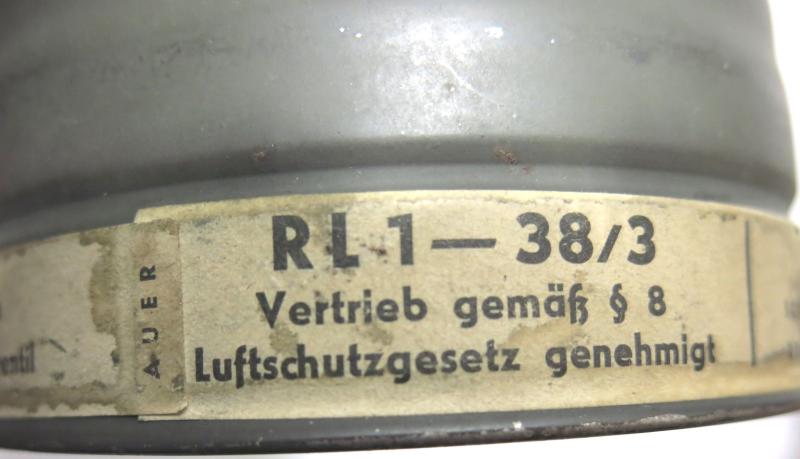 RL1 — 38/3
Vertrieb gemäß § 8
Luftschutzgesetz genehmigt
AUER